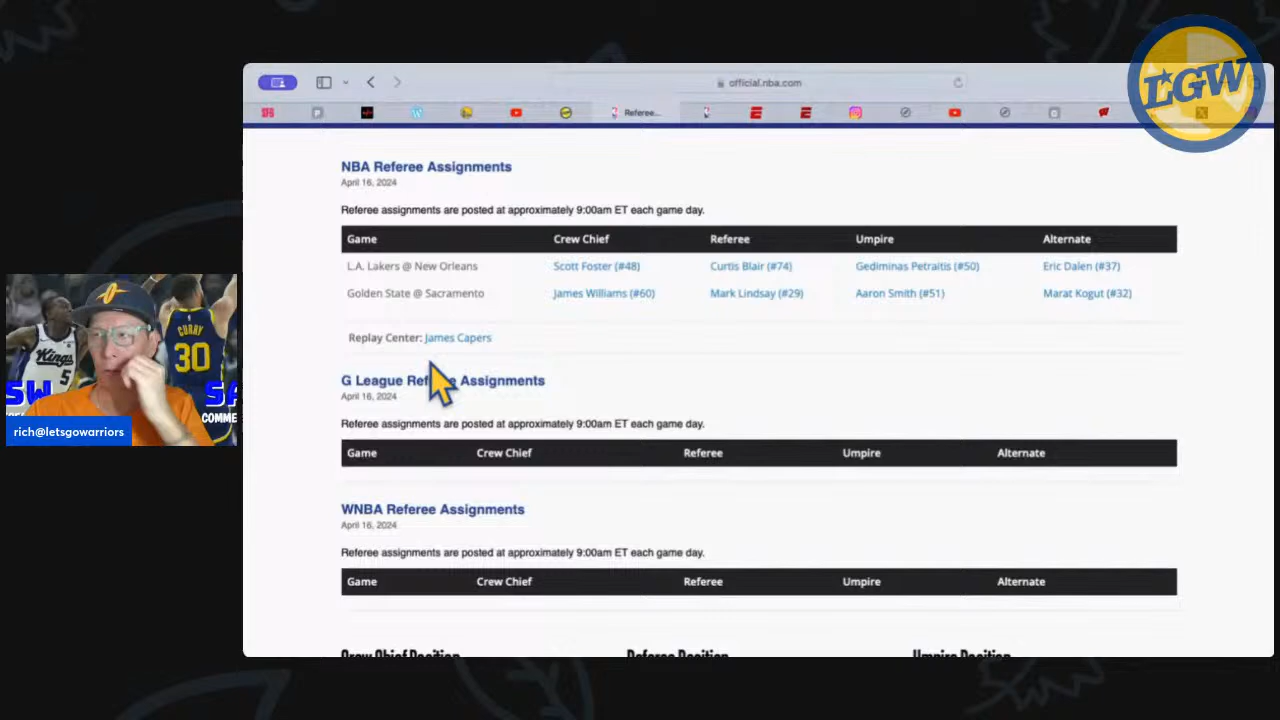 LGW
official.nba.com
Referee...
NBA Referee Assignments
April 16, 2024
Referee assignments are posted at approximately 9:00am ET each game day.
Game Crew Chief Referee Umpire Alternate
L.A. Lakers @ New Orleans Scott Foster (#48) Curtis Blair (#74) Gediminas Petraitis (#50) Eric Dalen (#37)
Golden State @ Sacramento James Williams (#60) Mark Lindsay (#29) Aaron Smith (#51) Marat Kogut (#32)
Replay Center: James Capers
G League Assignments
April 16, 2024
Referee assignments are posted at approximately 9:00am ET each game day.
Game Crew Chief Referee Umpire Alternate
WNBA Referee Assignments
April 16, 2024
Referee assignments are posted at approximately 9:00am ET each game day.
Game Crew Chief Referee Umpire Alternate
Crew Chief Position Referee Position Umpire Position
Kings
5
CURRY
30
SA
COMME
rich@letsgowarriors